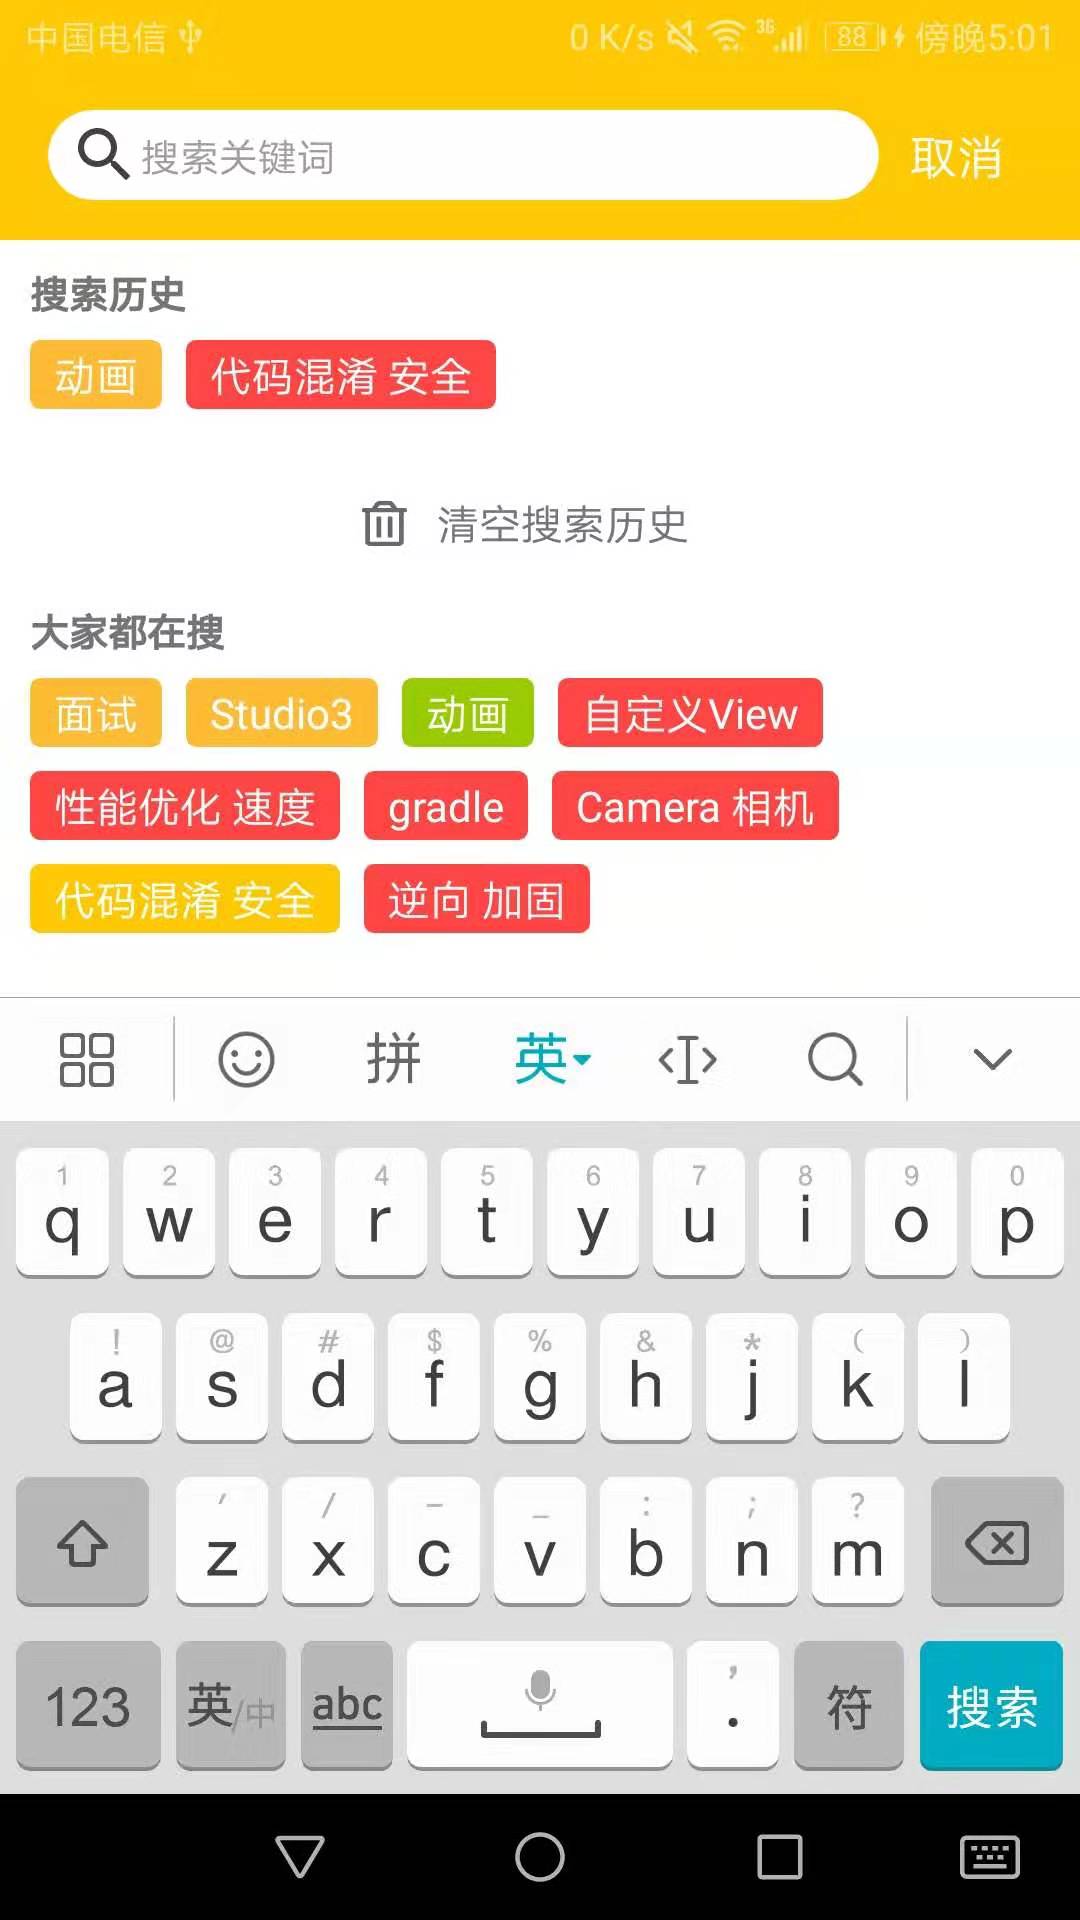 中国电信 0 K/s 3G 88 傍晚5:01
搜索关键词 取消
搜索历史
动画 代码混淆 安全
清空搜索历史
大家都在搜
面试 Studio3 动画 自定义View
性能优化 速度 gradle Camera 相机
代码混淆 安全 逆向 加固
拼 英
1 2 3 4 5 6 7 8 9 0
q w e r t y u i o p
! @ # $ % & * ( )
a s d f g h j k l
' / - _ : ; ?
z x c v b n m
123 英/中 abc , . 符 搜索